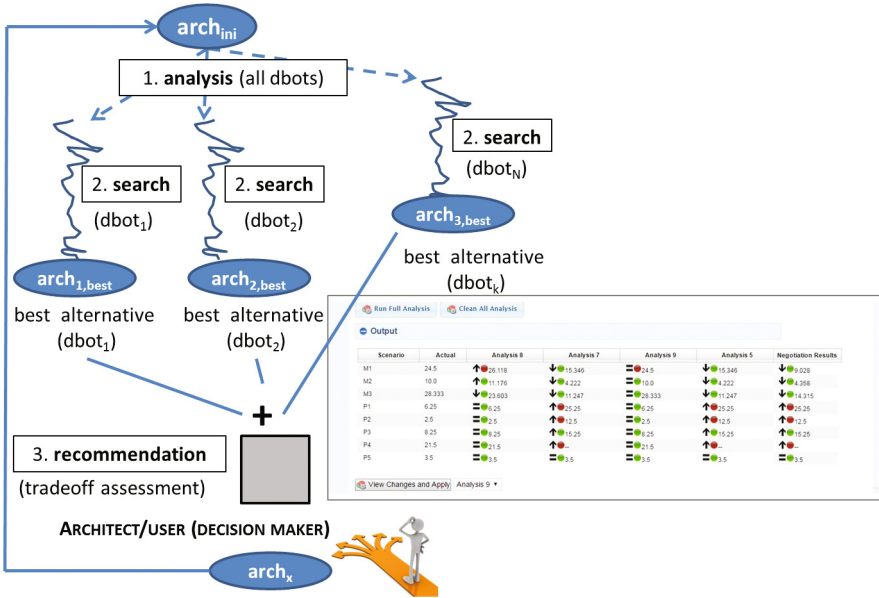 arch_ini
1. analysis (all dbots)
2. search
(dbot_1)
2. search
(dbot_2)
2. search
(dbot_N)
arch_1,best
best alternative
(dbot_1)
arch_2,best
best alternative
(dbot_2)
arch_3,best
best alternative
(dbot_k)
+
3. recommendation
(tradeoff assessment)
ARCHITECT/USER (DECISION MAKER)
arch_x
Run Full Analysis Clean All Analysis
Output
Scenario Actual Analysis 8 Analysis 7 Analysis 9 Analysis 5 Negotiation Results
M1 24.5 ↑ 26.118 ↓ 15.346 = 24.5 ↓ 15.346 ↓ 9.028
M2 10.0 ↑ 11.176 ↓ 4.222 = 10.0 ↓ 4.222 ↓ 4.358
M3 28.333 ↓ 23.603 ↓ 11.247 = 28.333 ↓ 11.247 ↓ 14.315
P1 6.25 = 6.25 ↑ 25.25 = 6.25 ↑ 25.25 ↑ 25.25
P2 2.5 = 2.5 ↑ 12.5 = 2.5 ↑ 12.5 ↑ 12.5
P3 8.25 = 8.25 ↑ 15.25 = 8.25 ↑ 15.25 ↑ 15.25
P4 21.5 = 21.5 ↑ -- = 21.5 ↑ -- ↑ --
P5 3.5 = 3.5 = 3.5 = 3.5 = 3.5 = 3.5
View Changes and Apply Analysis 9